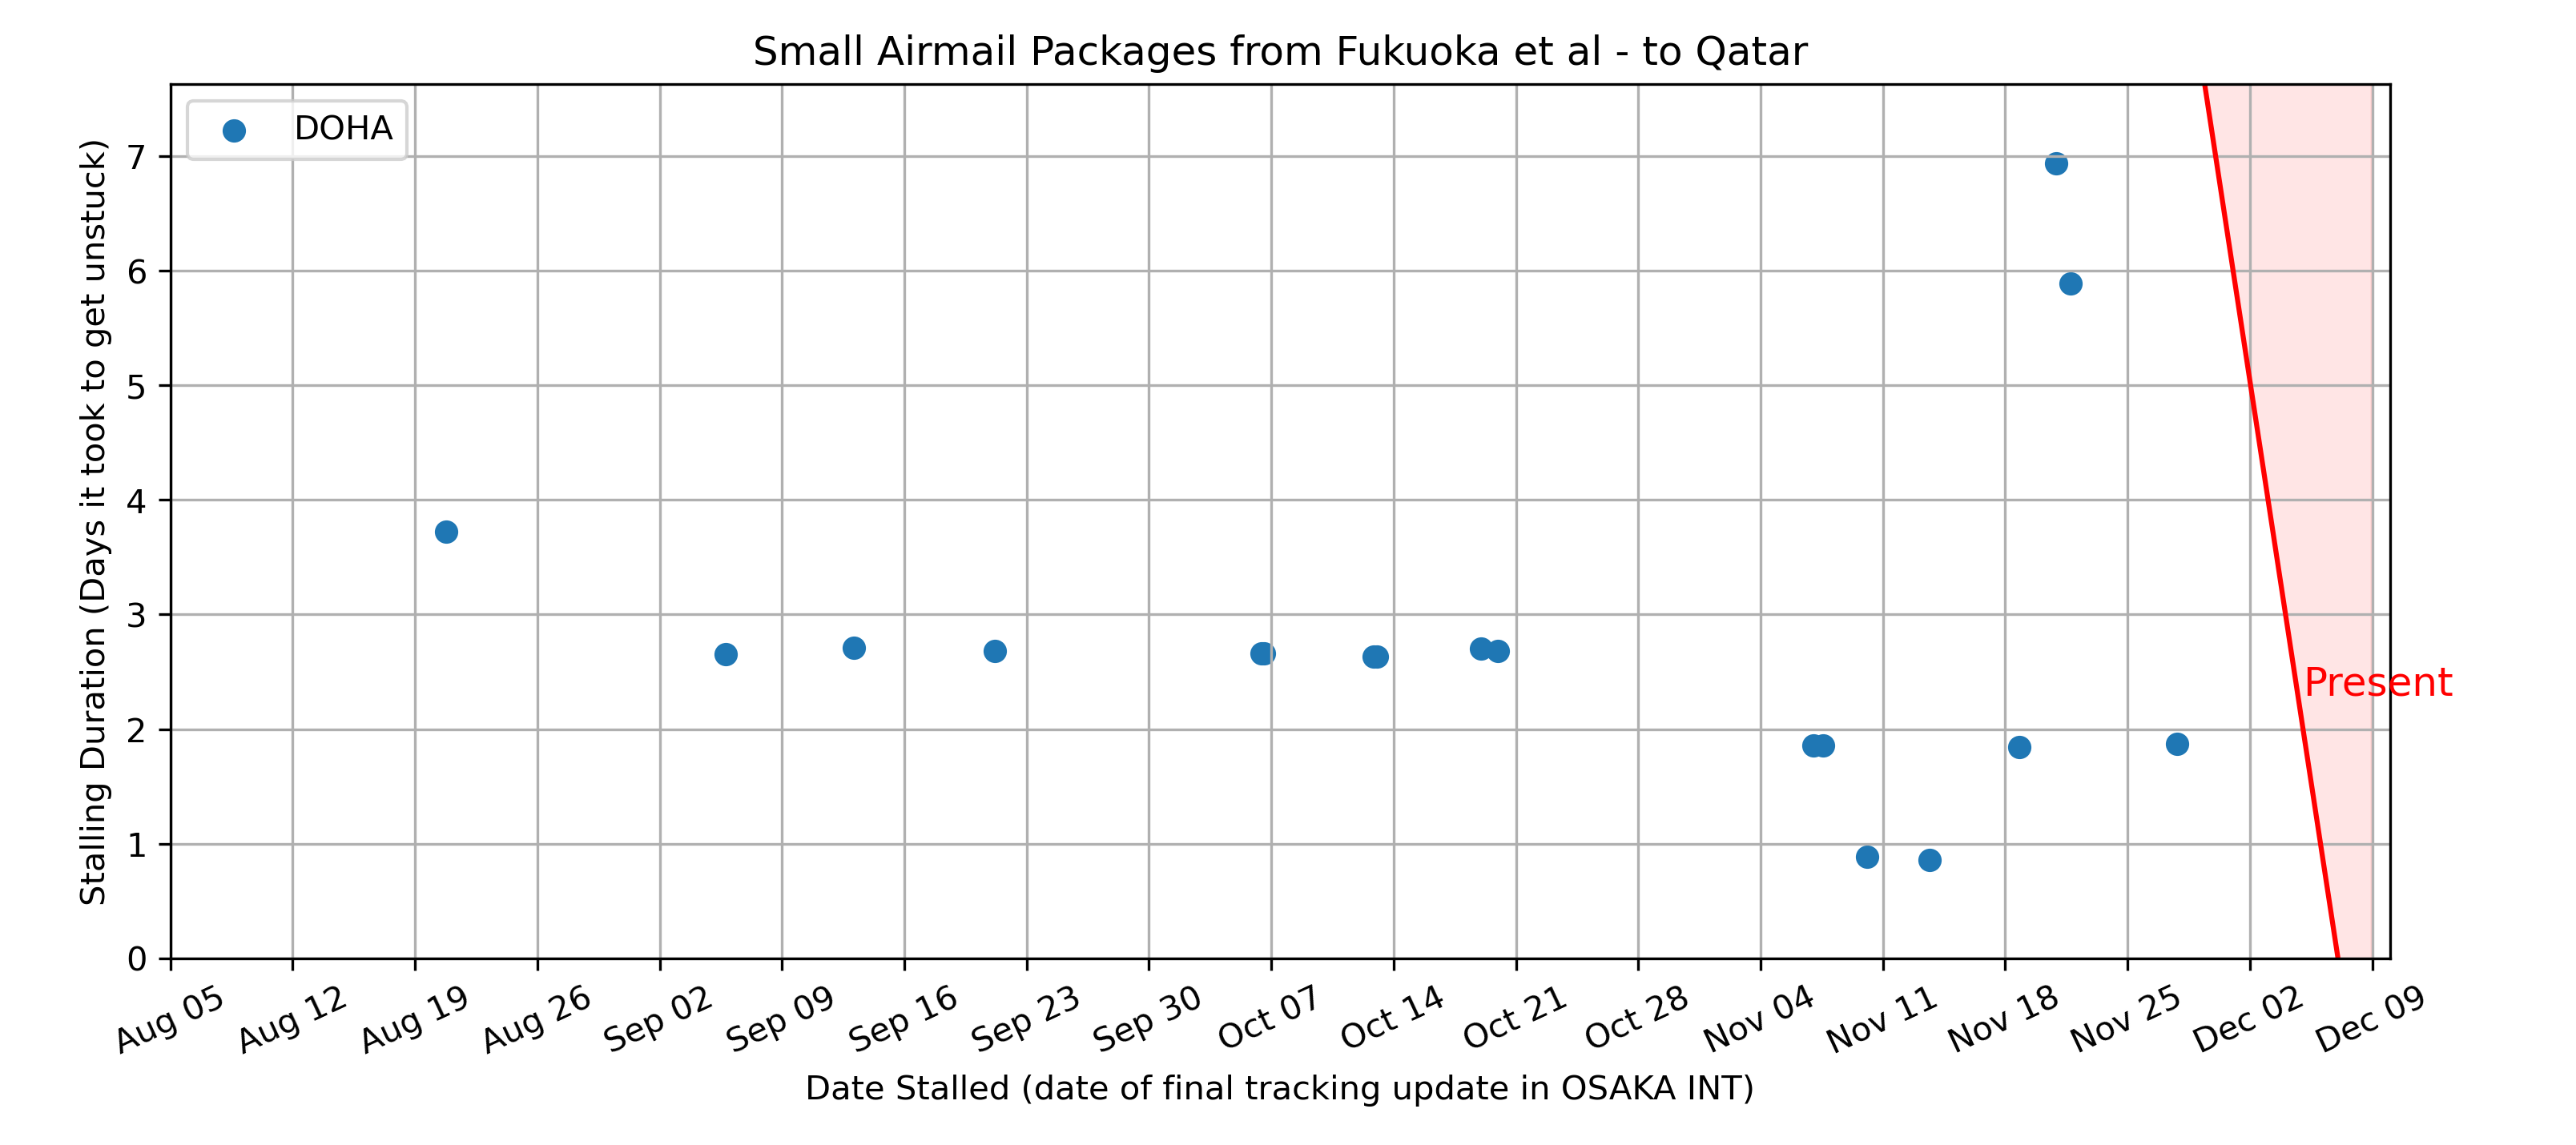 Small Airmail Packages from Fukuoka et al - to Qatar
DOHA
Stalling Duration (Days it took to get unstuck)
7
6
5
4
3
2
1
0
Present
Aug 05
Aug 12
Aug 19
Aug 26
Sep 02
Sep 09
Sep 16
Sep 23
Sep 30
Oct 07
Oct 14
Oct 21
Oct 28
Nov 04
Nov 11
Nov 18
Nov 25
Dec 02
Dec 09
Date Stalled (date of final tracking update in OSAKA INT)